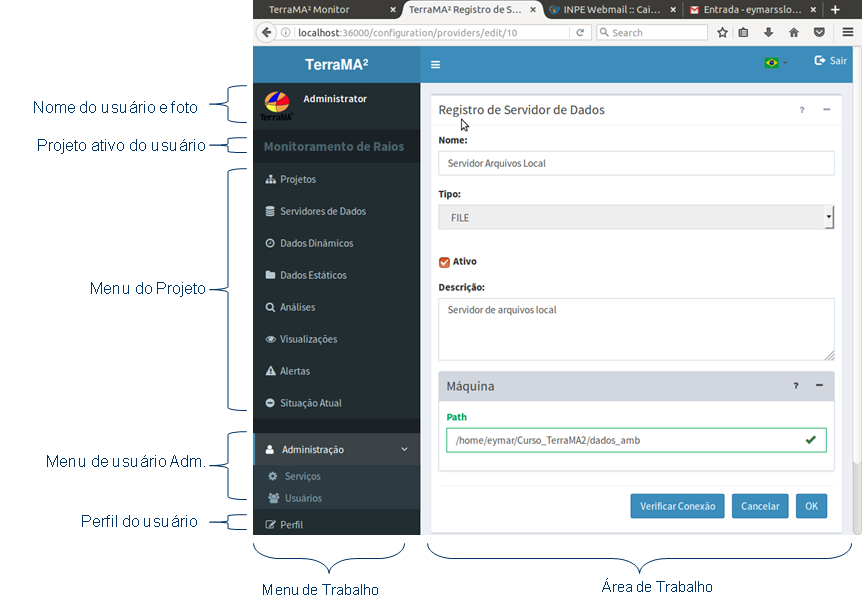 TerraMA² Monitor
TerraMA² Registro de S...
INPE Webmail :: Cai...
Entrada - eymarsslo...
localhost:36000/configuration/providers/edit/10
Search
TerraMA²
Sair
Nome do usuário e foto
TerraMA²
Administrator
Projeto ativo do usuário
Monitoramento de Raios
Menu do Projeto
Projetos
Servidores de Dados
Dados Dinâmicos
Dados Estáticos
Análises
Visualizações
Alertas
Situação Atual
Menu de usuário Adm.
Administração
Serviços
Usuários
Perfil do usuário
Perfil
Registro de Servidor de Dados
? −
Nome:
Servidor Arquivos Local
Tipo:
FILE
Ativo
Descrição:
Servidor de arquivos local
Máquina
? −
Path
/home/eymar/Curso_TerraMA2/dados_amb
Verificar Conexão
Cancelar
OK
Menu de Trabalho
Área de Trabalho